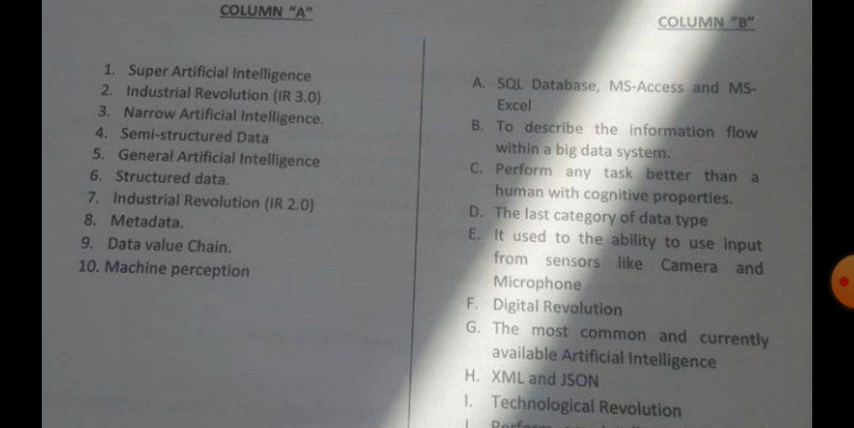 COLUMN "A"
COLUMN "B"
1. Super Artificial Intelligence
2. Industrial Revolution (IR 3.0)
3. Narrow Artificial Intelligence.
4. Semi-structured Data
5. General Artificial Intelligence
6. Structured data.
7. Industrial Revolution (IR 2.0)
8. Metadata.
9. Data value Chain.
10. Machine perception
A. SQL Database, MS-Access and MS-
Excel
B. To describe the information flow
within a big data system.
C. Perform any task better than a
human with cognitive properties.
D. The last category of data type
E. It used to the ability to use input
from sensors like Camera and
Microphone
F. Digital Revolution
G. The most common and currently
available Artificial Intelligence
H. XML and JSON
I. Technological Revolution